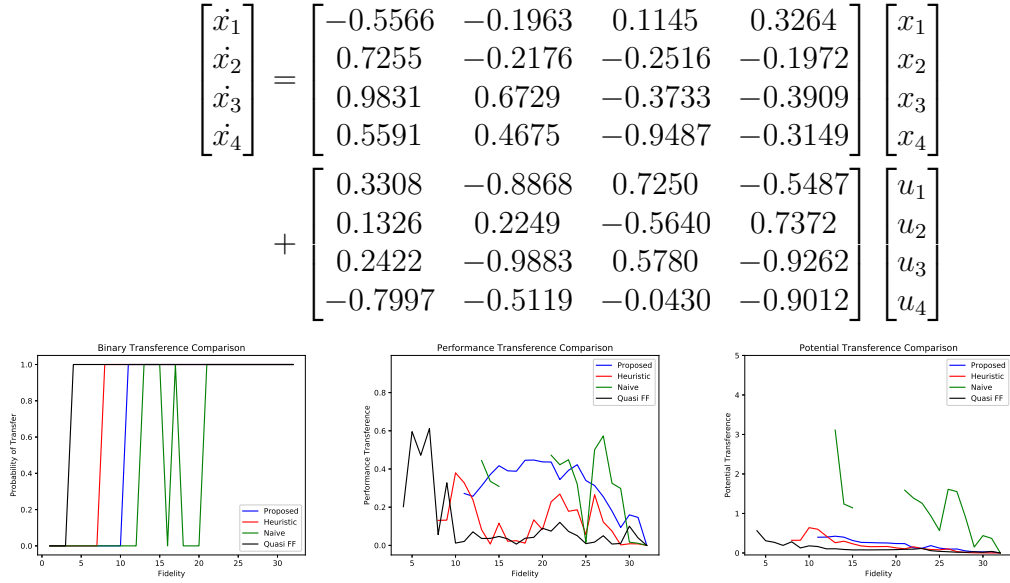 [ẋ1] = [−0.5566 −0.1963 0.1145 0.3264] [x1]
[ẋ2] [0.7255 −0.2176 −0.2516 −0.1972] [x2]
[ẋ3] [0.9831 0.6729 −0.3733 −0.3909] [x3]
[ẋ4] [0.5591 0.4675 −0.9487 −0.3149] [x4]
+ [0.3308 −0.8868 0.7250 −0.5487] [u1]
[0.1326 0.2249 −0.5640 0.7372] [u2]
[0.2422 −0.9883 0.5780 −0.9262] [u3]
[−0.7997 −0.5119 −0.0430 −0.9012] [u4]
Binary Transference Comparison
Probability of Transfer
1.0
0.8
0.6
0.4
0.2
0.0
Proposed
Heuristic
Naive
Quasi FF
0 5 10 15 20 25 30
Fidelity
Performance Transference Comparison
Performance Transference
0.8
0.6
0.4
0.2
0.0
Proposed
Heuristic
Naive
Quasi FF
5 10 15 20 25 30
Fidelity
Potential Transference Comparison
Potential Transference
5
4
3
2
1
0
Proposed
Heuristic
Naive
Quasi FF
5 10 15 20 25 30
Fidelity